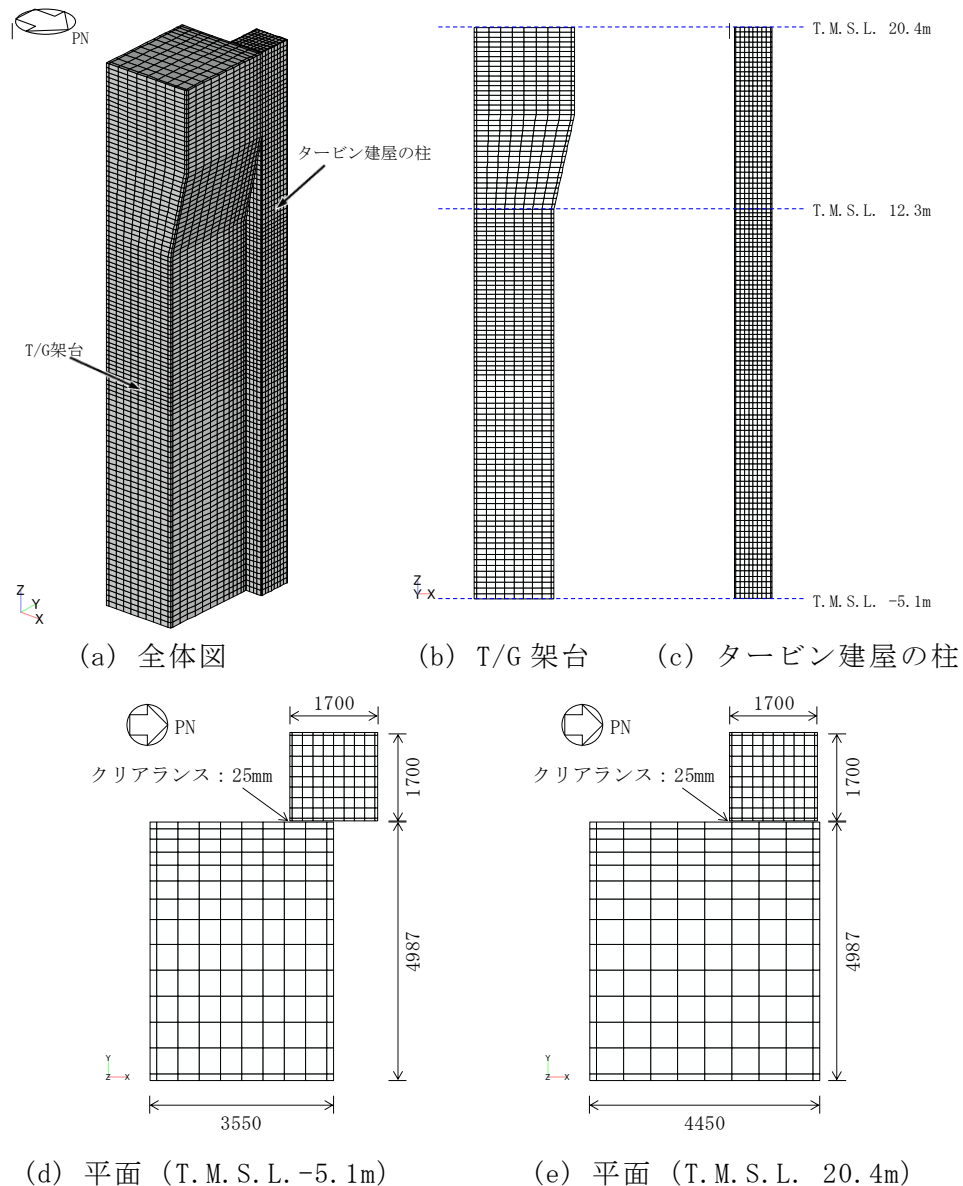 PN
T/G架台
タービン建屋の柱
Z
Y
X
(a) 全体図
T.M.S.L. 20.4m
T.M.S.L. 12.3m
T.M.S.L. -5.1m
Z
Y X
(b) T/G 架台
(c) タービン建屋の柱
PN
1700
1700
クリアランス：25mm
4987
3550
Y
Z X
(d) 平面 (T.M.S.L.-5.1m)
PN
1700
1700
クリアランス：25mm
4987
4450
Y
Z X
(e) 平面 (T.M.S.L. 20.4m)